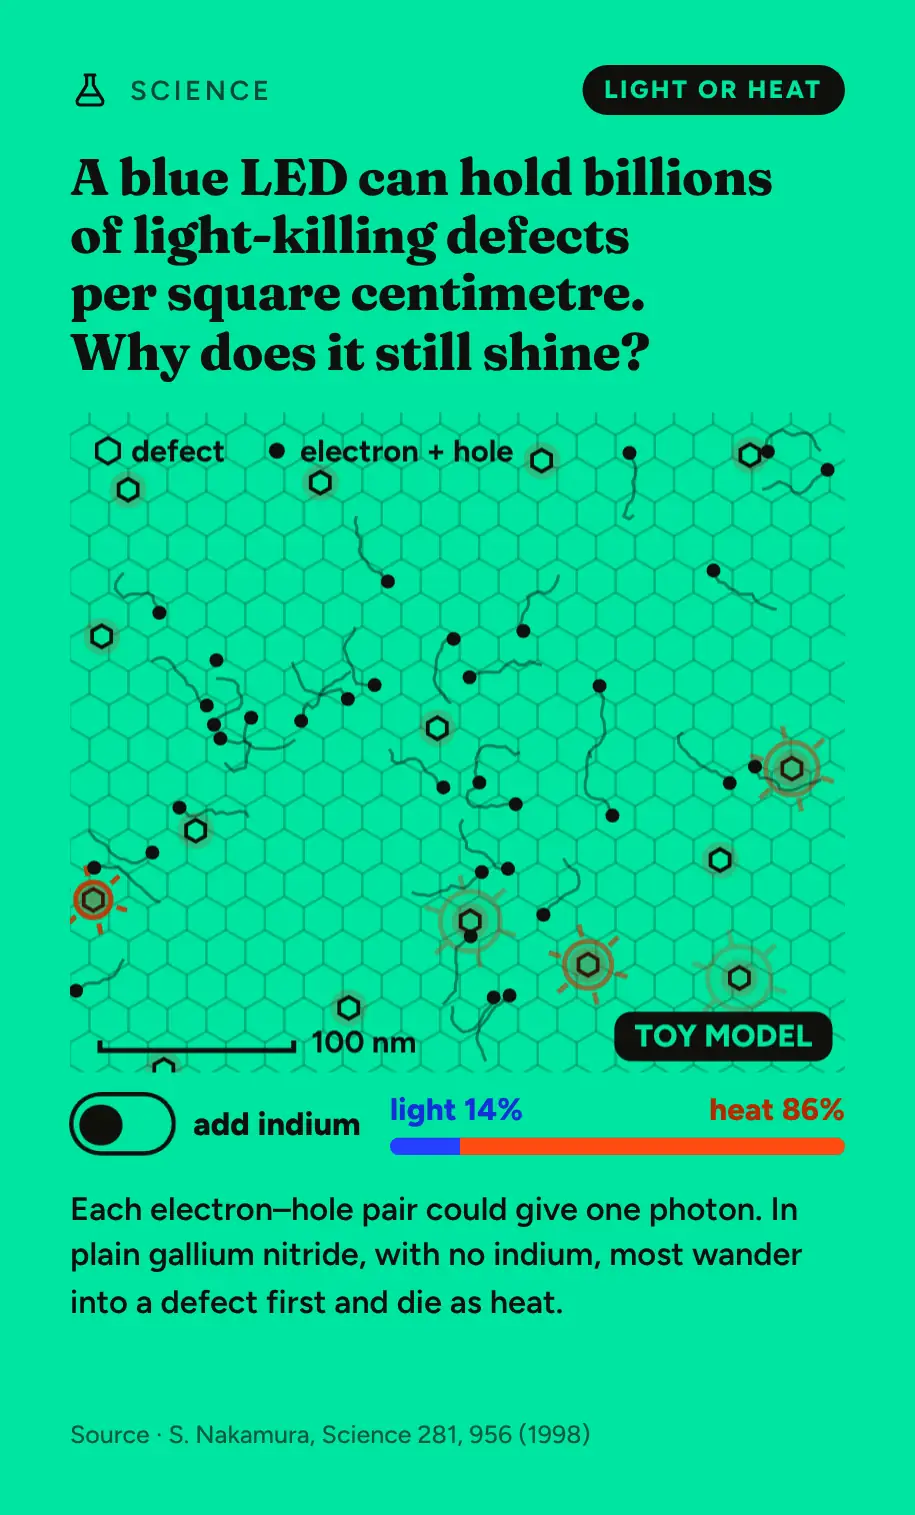 SCIENCE
LIGHT OR HEAT
A blue LED can hold billions
of light-killing defects
per square centimetre.
Why does it still shine?
defect
electron + hole
100 nm
TOY MODEL
add indium
light 14%
heat 86%
Each electron–hole pair could give one photon. In
plain gallium nitride, with no indium, most wander
into a defect first and die as heat.
Source · S. Nakamura, Science 281, 956 (1998)